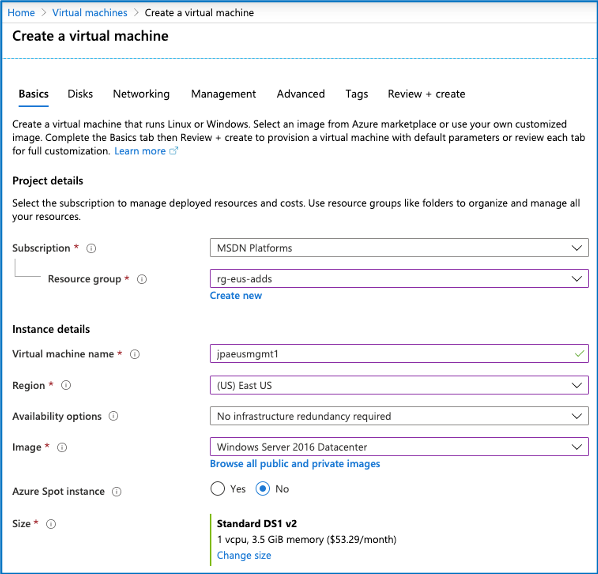 Home > Virtual machines > Create a virtual machine
Create a virtual machine
Basics Disks Networking Management Advanced Tags Review + create
Create a virtual machine that runs Linux or Windows. Select an image from Azure marketplace or use your own customized
image. Complete the Basics tab then Review + create to provision a virtual machine with default parameters or review each tab
for full customization. Learn more
Project details
Select the subscription to manage deployed resources and costs. Use resource groups like folders to organize and manage all
your resources.
Subscription * MSDN Platforms
Resource group * rg-eus-adds
Create new
Instance details
Virtual machine name * jpaeusmgmt1
Region * (US) East US
Availability options No infrastructure redundancy required
Image * Windows Server 2016 Datacenter
Browse all public and private images
Azure Spot instance Yes No
Size * Standard DS1 v2
1 vcpu, 3.5 GiB memory ($53.29/month)
Change size